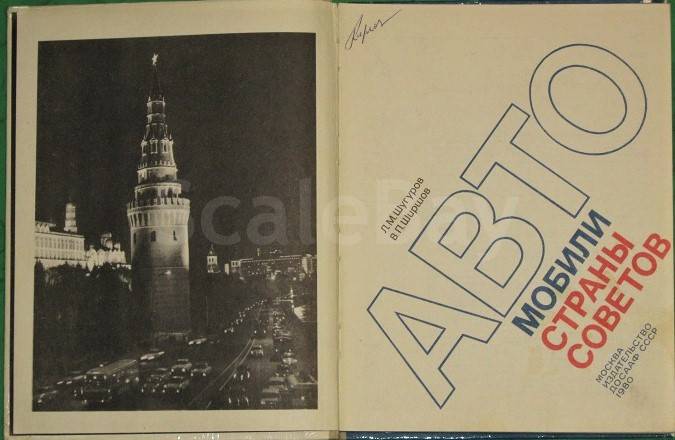 Л.М.Шугуров
В.П.Ширшов
АВТО
МОБИЛИ
СТРАНЫ
СОВЕТОВ
МОСКВА
ИЗДАТЕЛЬСТВО
ДОСААФ СССР
1980